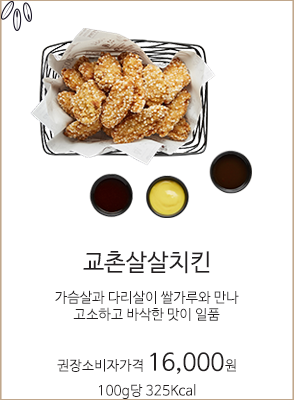 교촌살살치킨
가슴살과 다리살이 쌀가루와 만나
고소하고 바삭한 맛이 일품
권장소비자가격 16,000원
100g당 325Kcal